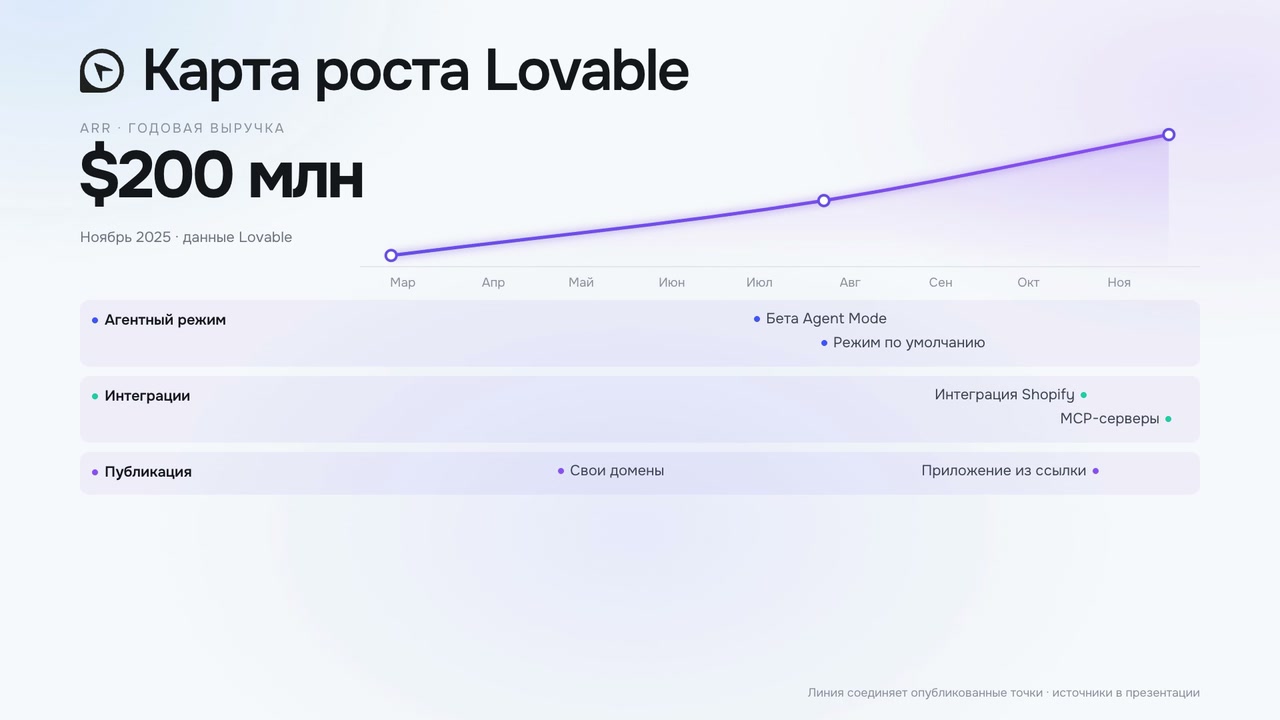 Карта роста Lovable
ARR · ГОДОВАЯ ВЫРУЧКА
$200 млн
Ноябрь 2025 · данные Lovable
Мар Апр Май Июн Июл Авг Сен Окт Ноя
Агентный режим
Бета Agent Mode
Режим по умолчанию
Интеграции
Интеграция Shopify
MCP-серверы
Публикация
Свои домены
Приложение из ссылки
Линия соединяет опубликованные точки · источники в презентации